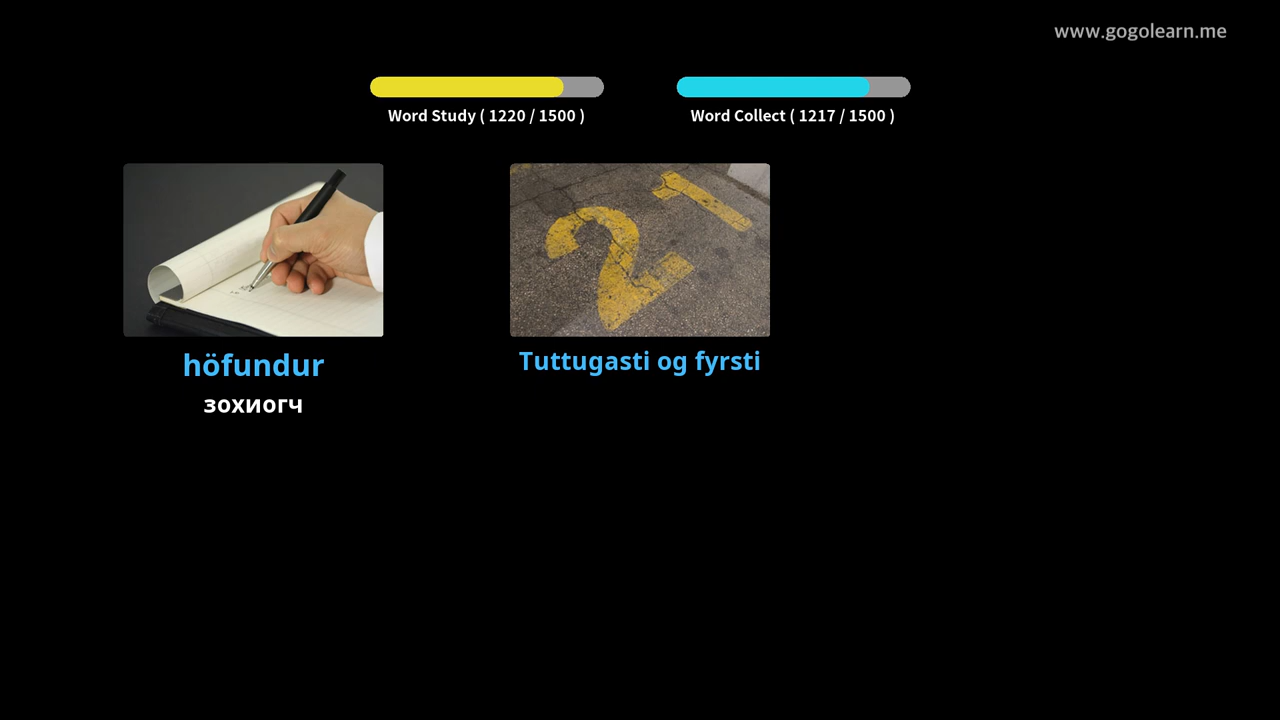 www.gogolearn.me
Word Study ( 1220 / 1500 )
Word Collect ( 1217 / 1500 )
21
höfundur
зохиогч
Tuttugasti og fyrsti